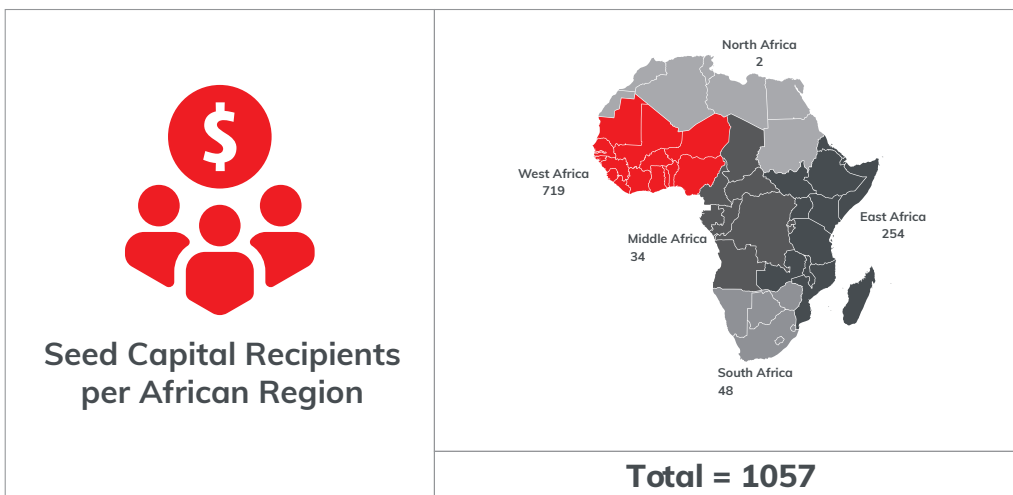 $
Seed Capital Recipients
per African Region
North Africa
2
West Africa
719
East Africa
254
Middle Africa
34
South Africa
48
Total = 1057